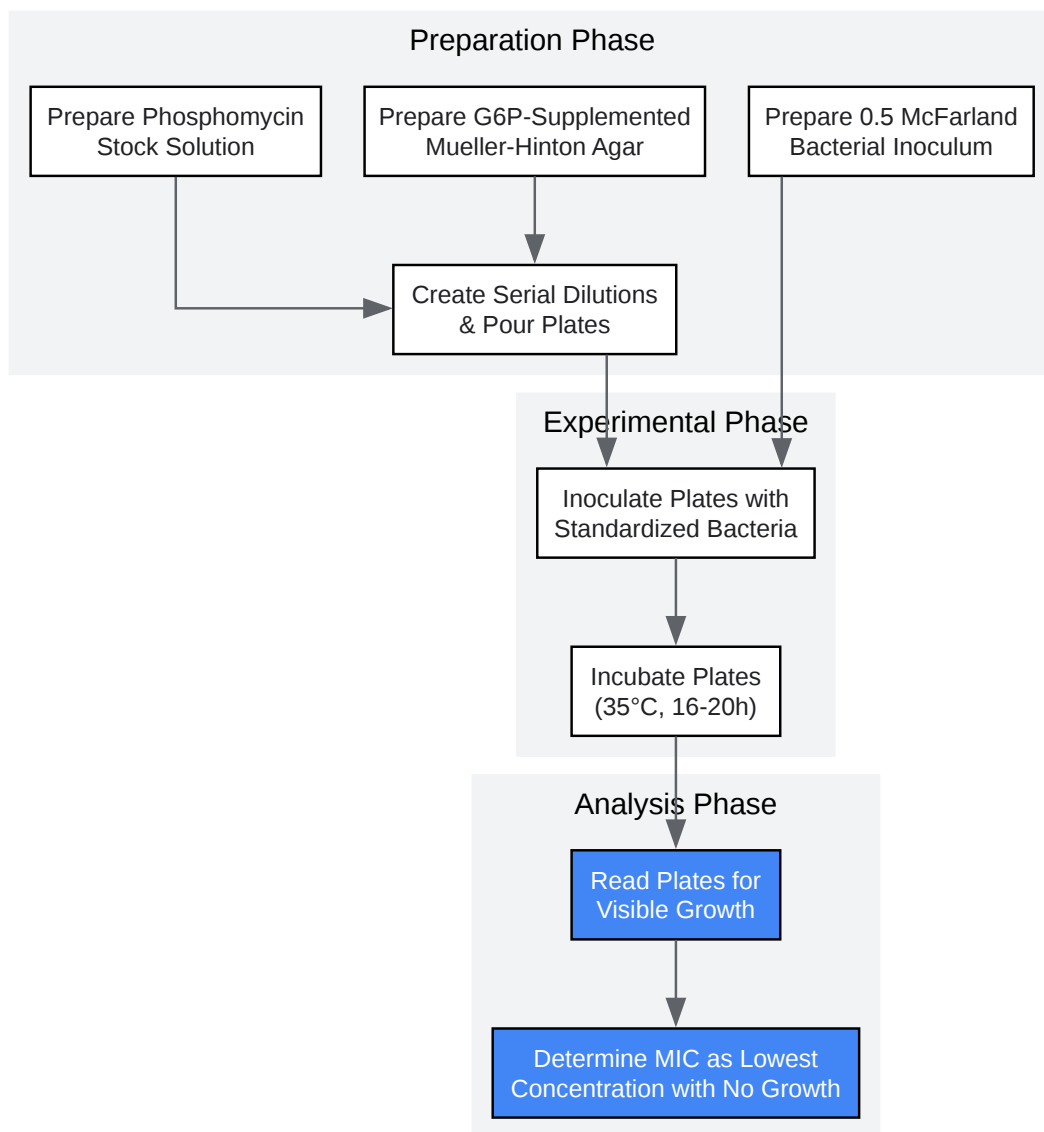 Preparation Phase
Prepare Phosphomycin
Stock Solution
Prepare G6P-Supplemented
Mueller-Hinton Agar
Prepare 0.5 McFarland
Bacterial Inoculum
Create Serial Dilutions
& Pour Plates
Experimental Phase
Inoculate Plates with
Standardized Bacteria
Incubate Plates
(35°C, 16-20h)
Analysis Phase
Read Plates for
Visible Growth
Determine MIC as Lowest
Concentration with No Growth